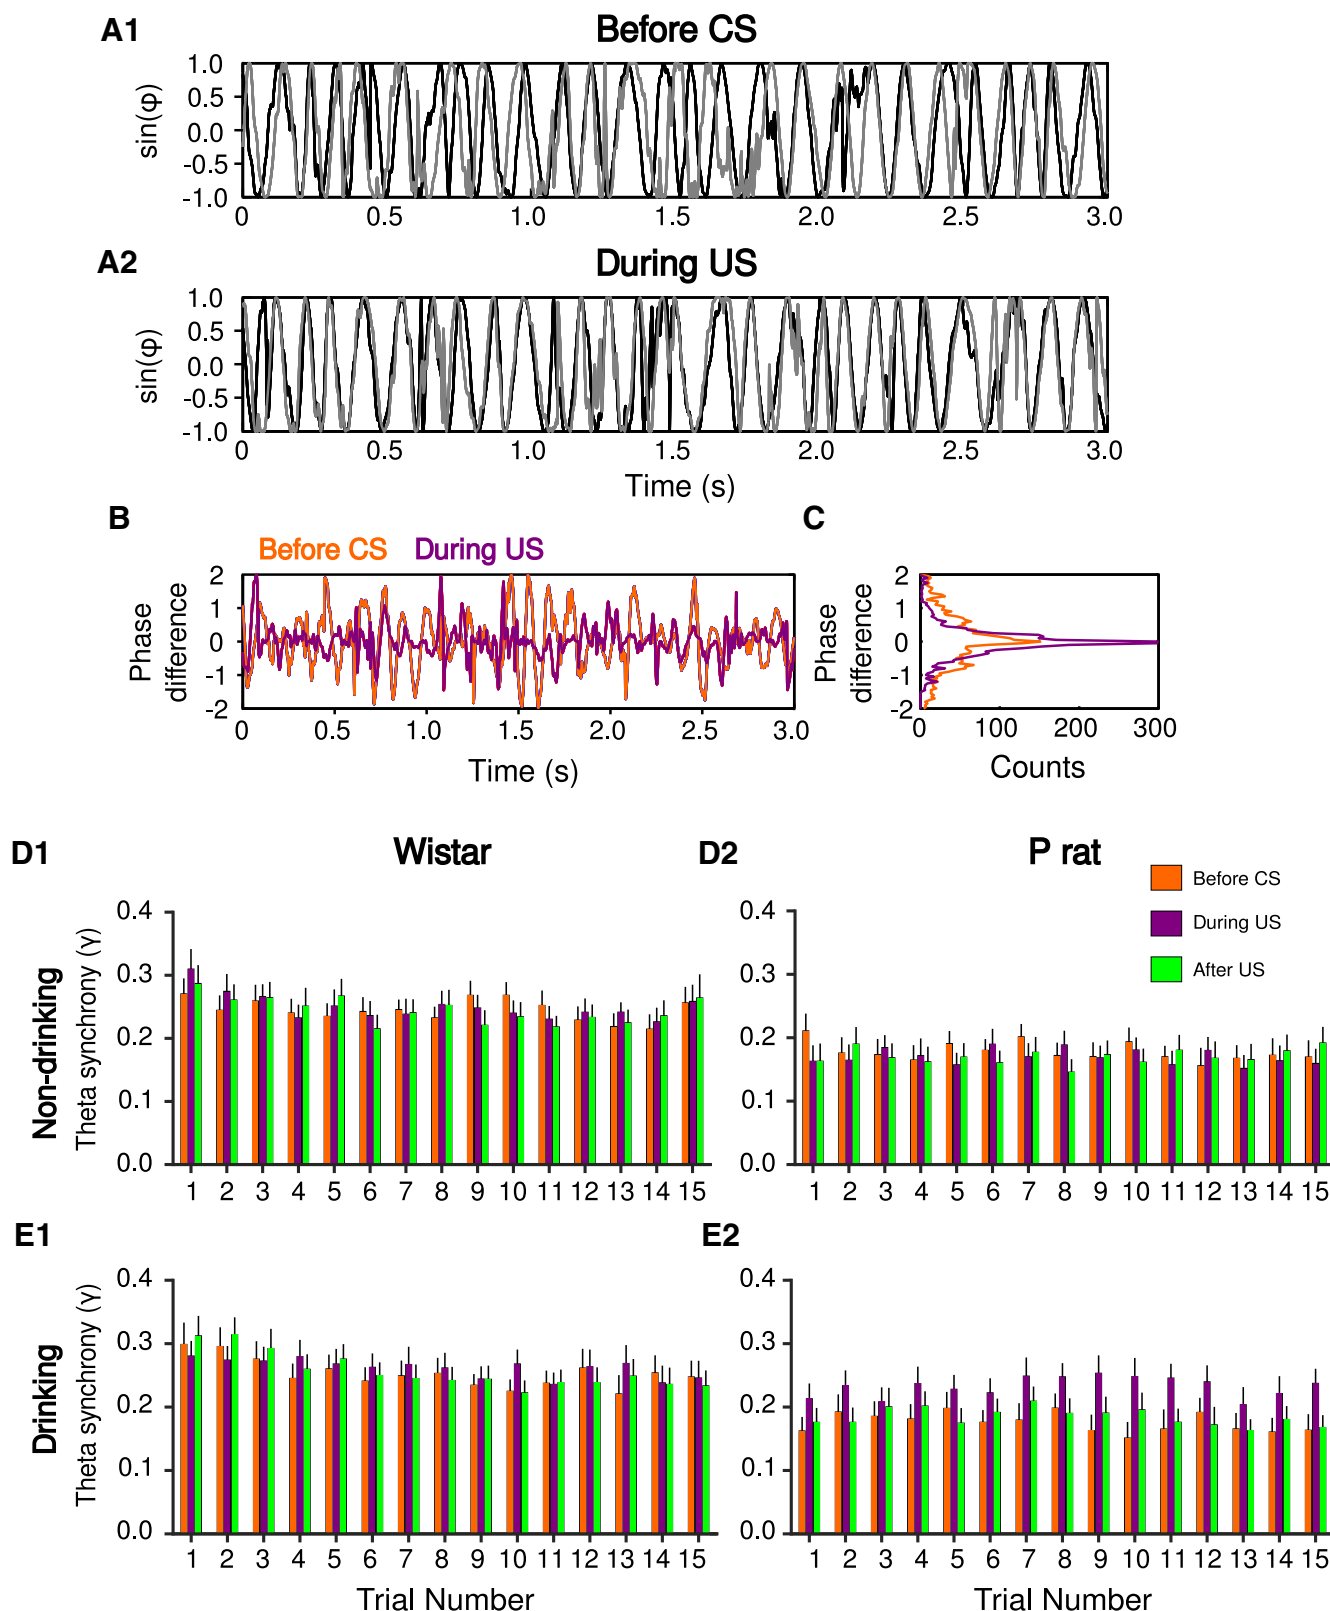 A1 Before CS
1.0
0.5
0.0
-0.5
-1.0
sin(φ)
0 0.5 1.0 1.5 2.0 2.5 3.0
A2 During US
1.0
0.5
0.0
-0.5
-1.0
sin(φ)
0 0.5 1.0 1.5 2.0 2.5 3.0
Time (s)
B
Before CS During US
2
1
0
-1
-2
Phase
difference
0 0.5 1.0 1.5 2.0 2.5 3.0
Time (s)
C
2
1
0
-1
-2
Phase
difference
0 100 200 300
Counts
D1 Wistar
Non-drinking
Theta synchrony (γ)
0.4
0.3
0.2
0.1
0.0
1 2 3 4 5 6 7 8 9 10 11 12 13 14 15
D2 P rat
Before CS
During US
After US
0.4
0.3
0.2
0.1
0.0
1 2 3 4 5 6 7 8 9 10 11 12 13 14 15
E1
Drinking
Theta synchrony (γ)
0.4
0.3
0.2
0.1
0.0
1 2 3 4 5 6 7 8 9 10 11 12 13 14 15
Trial Number
E2
0.4
0.3
0.2
0.1
0.0
1 2 3 4 5 6 7 8 9 10 11 12 13 14 15
Trial Number